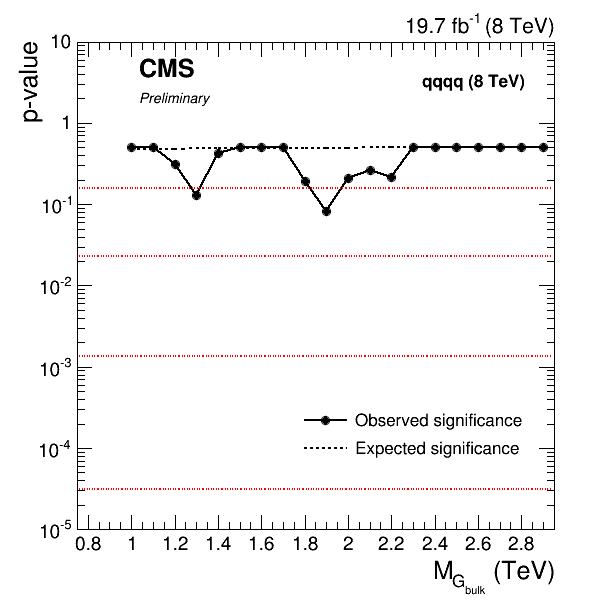 19.7 fb⁻¹ (8 TeV)
p-value
10
1
10⁻¹
10⁻²
10⁻³
10⁻⁴
10⁻⁵
CMS
Preliminary
qqqq (8 TeV)
Observed significance
Expected significance
0.8 1 1.2 1.4 1.6 1.8 2 2.2 2.4 2.6 2.8
M_G_bulk (TeV)